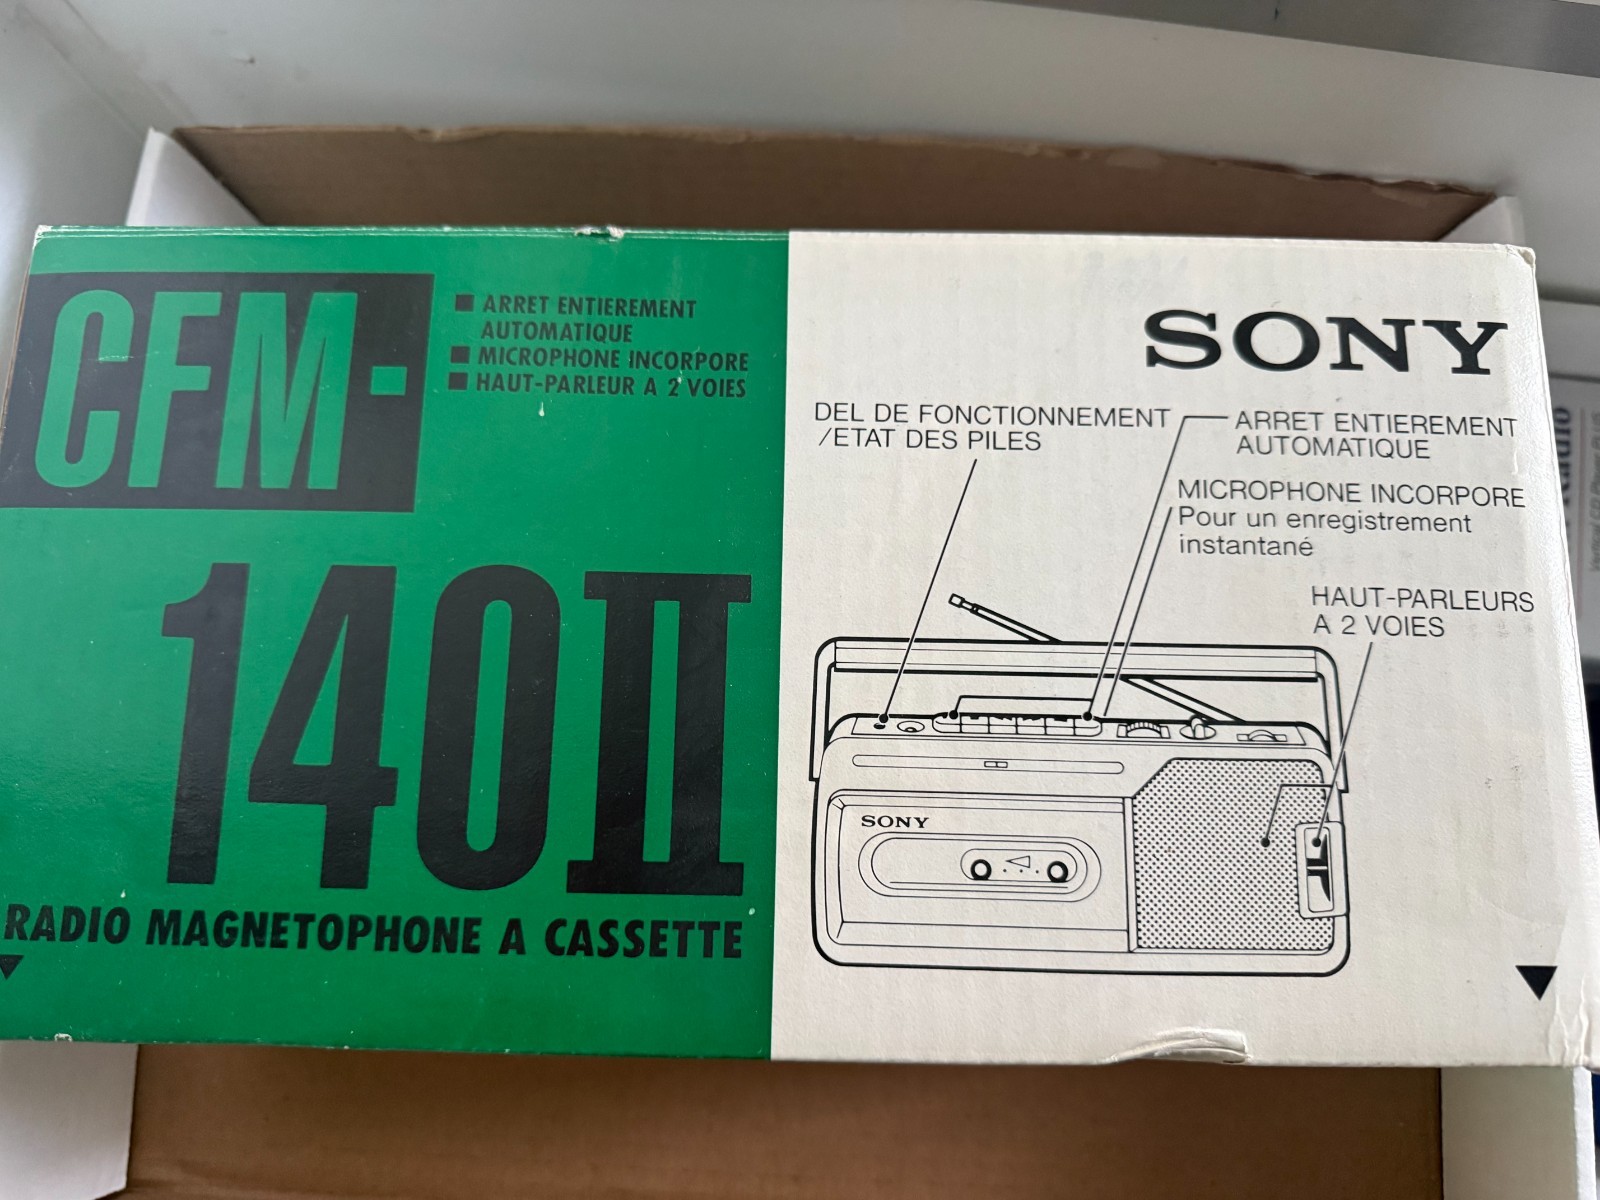 CFM-
■ ARRET ENTIEREMENT
AUTOMATIQUE
■ MICROPHONE INCORPORE
■ HAUT-PARLEUR A 2 VOIES
140II
RADIO MAGNETOPHONE A CASSETTE
SONY
DEL DE FONCTIONNEMENT
/ETAT DES PILES
ARRET ENTIEREMENT
AUTOMATIQUE
MICROPHONE INCORPORE
Pour un enregistrement
instantané
HAUT-PARLEURS
A 2 VOIES
SONY